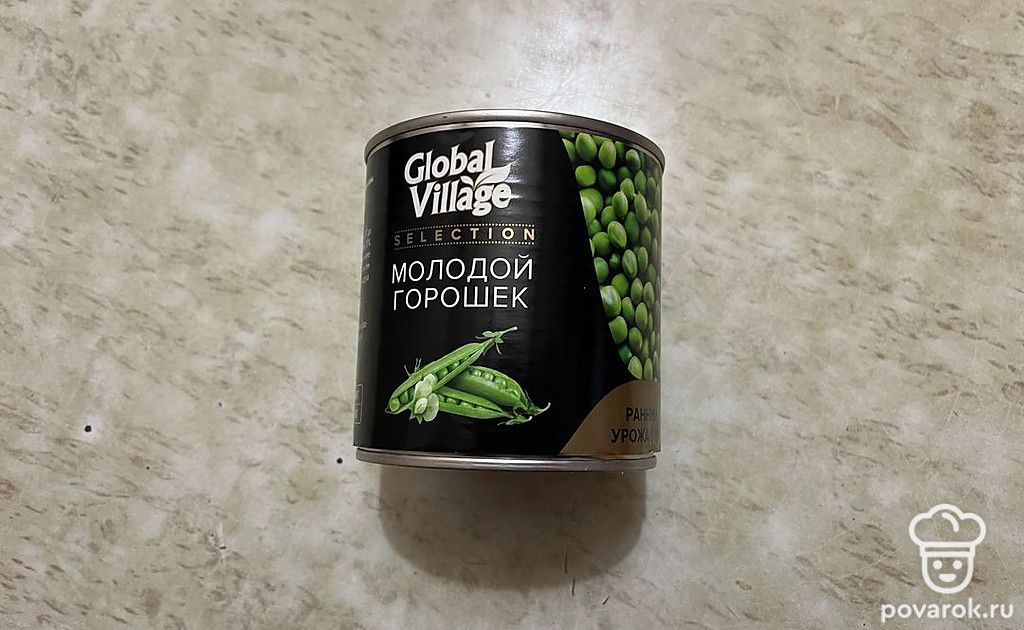 Global
Village
SELECTION
МОЛОДОЙ
ГОРОШЕК
povarok.ru